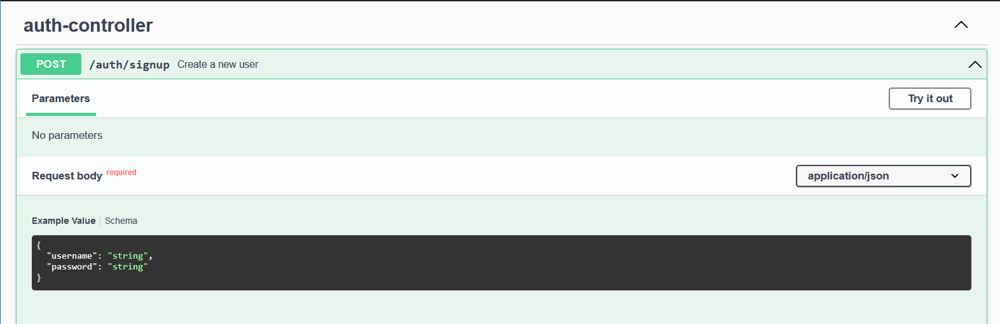 auth-controller
POST /auth/signup Create a new user
Parameters Try it out
No parameters
Request body required application/json
Example Value Schema
{
  "username": "string",
  "password": "string"
}